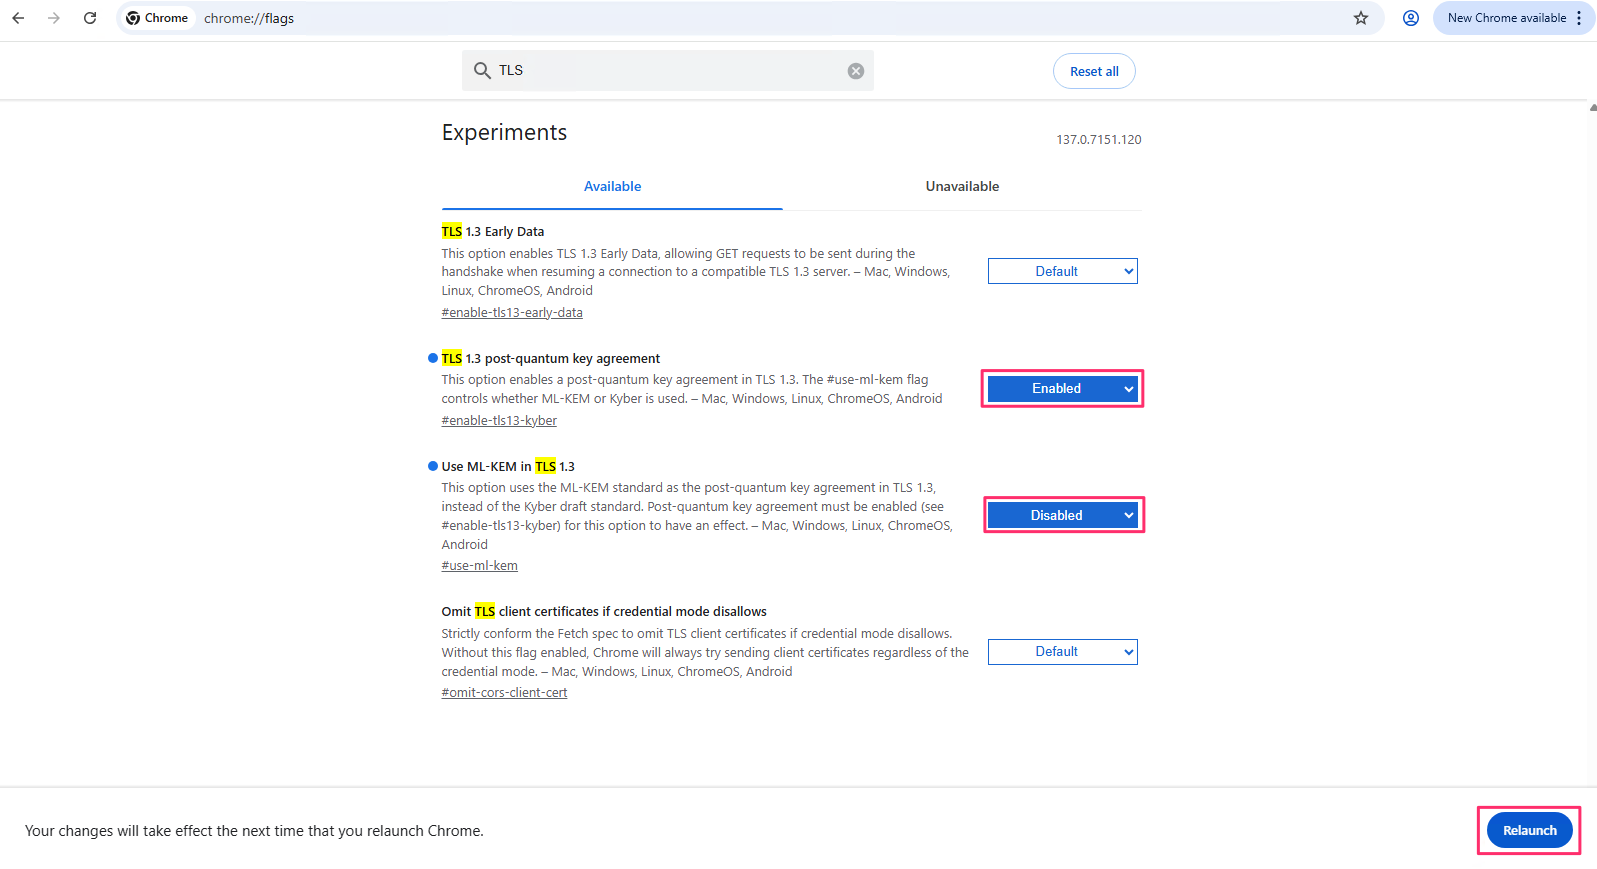 Chrome chrome://flags New Chrome available
TLS
Reset all
Experiments
137.0.7151.120
Available Unavailable
TLS 1.3 Early Data
This option enables TLS 1.3 Early Data, allowing GET requests to be sent during the
handshake when resuming a connection to a compatible TLS 1.3 server. – Mac, Windows,
Linux, ChromeOS, Android
#enable-tls13-early-data
Default
TLS 1.3 post-quantum key agreement
This option enables a post-quantum key agreement in TLS 1.3. The #use-ml-kem flag
controls whether ML-KEM or Kyber is used. – Mac, Windows, Linux, ChromeOS, Android
#enable-tls13-kyber
Enabled
Use ML-KEM in TLS 1.3
This option uses the ML-KEM standard as the post-quantum key agreement in TLS 1.3,
instead of the Kyber draft standard. Post-quantum key agreement must be enabled (see
#enable-tls13-kyber) for this option to have an effect. – Mac, Windows, Linux, ChromeOS,
Android
#use-ml-kem
Disabled
Omit TLS client certificates if credential mode disallows
Strictly conform the Fetch spec to omit TLS client certificates if credential mode disallows.
Without this flag enabled, Chrome will always try sending client certificates regardless of the
credential mode. – Mac, Windows, Linux, ChromeOS, Android
#omit-cors-client-cert
Default
Your changes will take effect the next time that you relaunch Chrome.
Relaunch